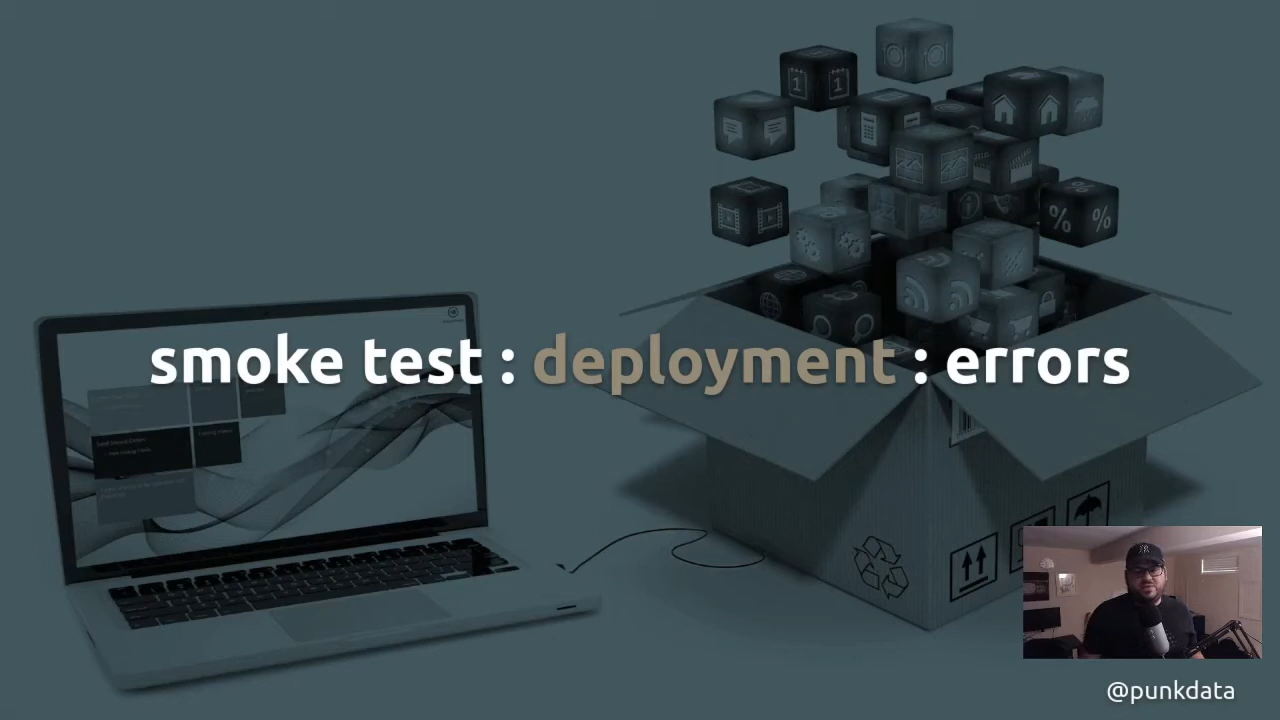 smoke test : deployment : errors
@punkdata